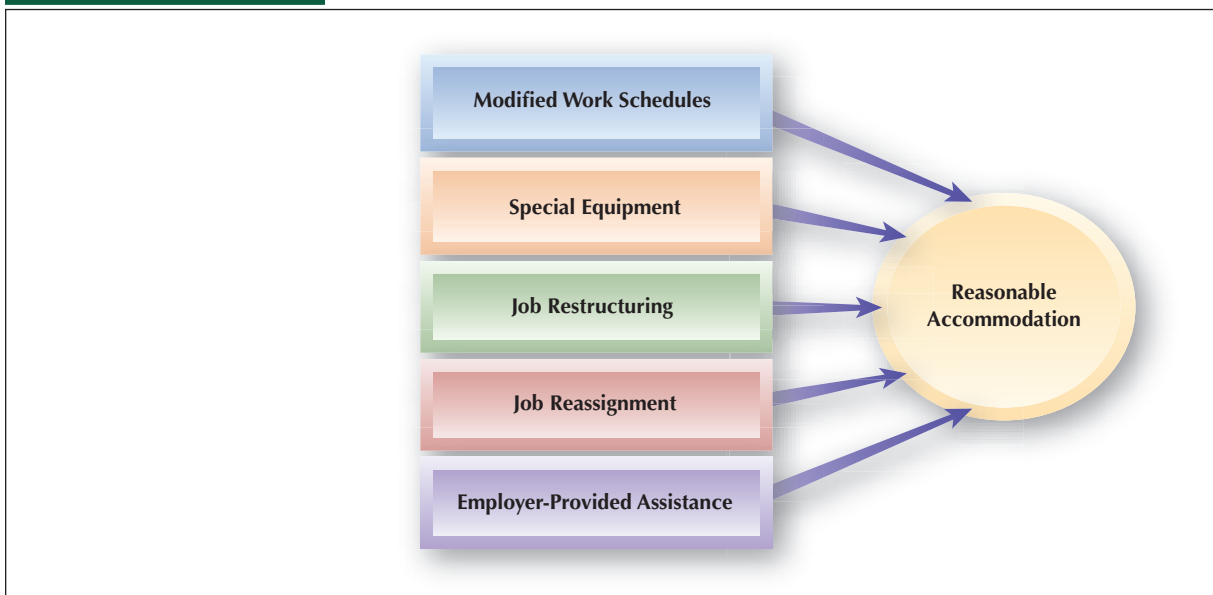 Modified Work Schedules
Special Equipment
Job Restructuring
Job Reassignment
Employer-Provided Assistance
Reasonable
Accommodation